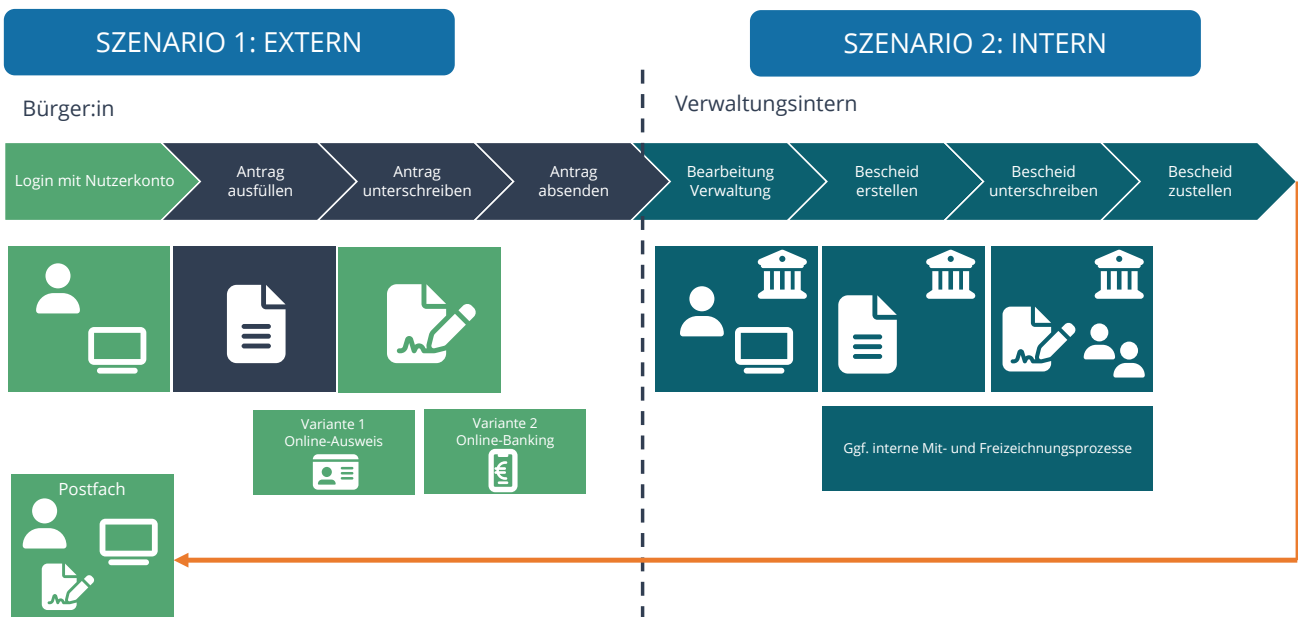 SZENARIO 1: EXTERN
SZENARIO 2: INTERN
Bürger:in
Verwaltungsintern
Login mit Nutzerkonto
Antrag
ausfüllen
Antrag
unterschreiben
Antrag
absenden
Bearbeitung
Verwaltung
Bescheid
erstellen
Bescheid
unterschreiben
Bescheid
zustellen
Variante 1
Online-Ausweis
Variante 2
Online-Banking
€
Ggf. interne Mit- und Freizeichnungsprozesse
Postfach